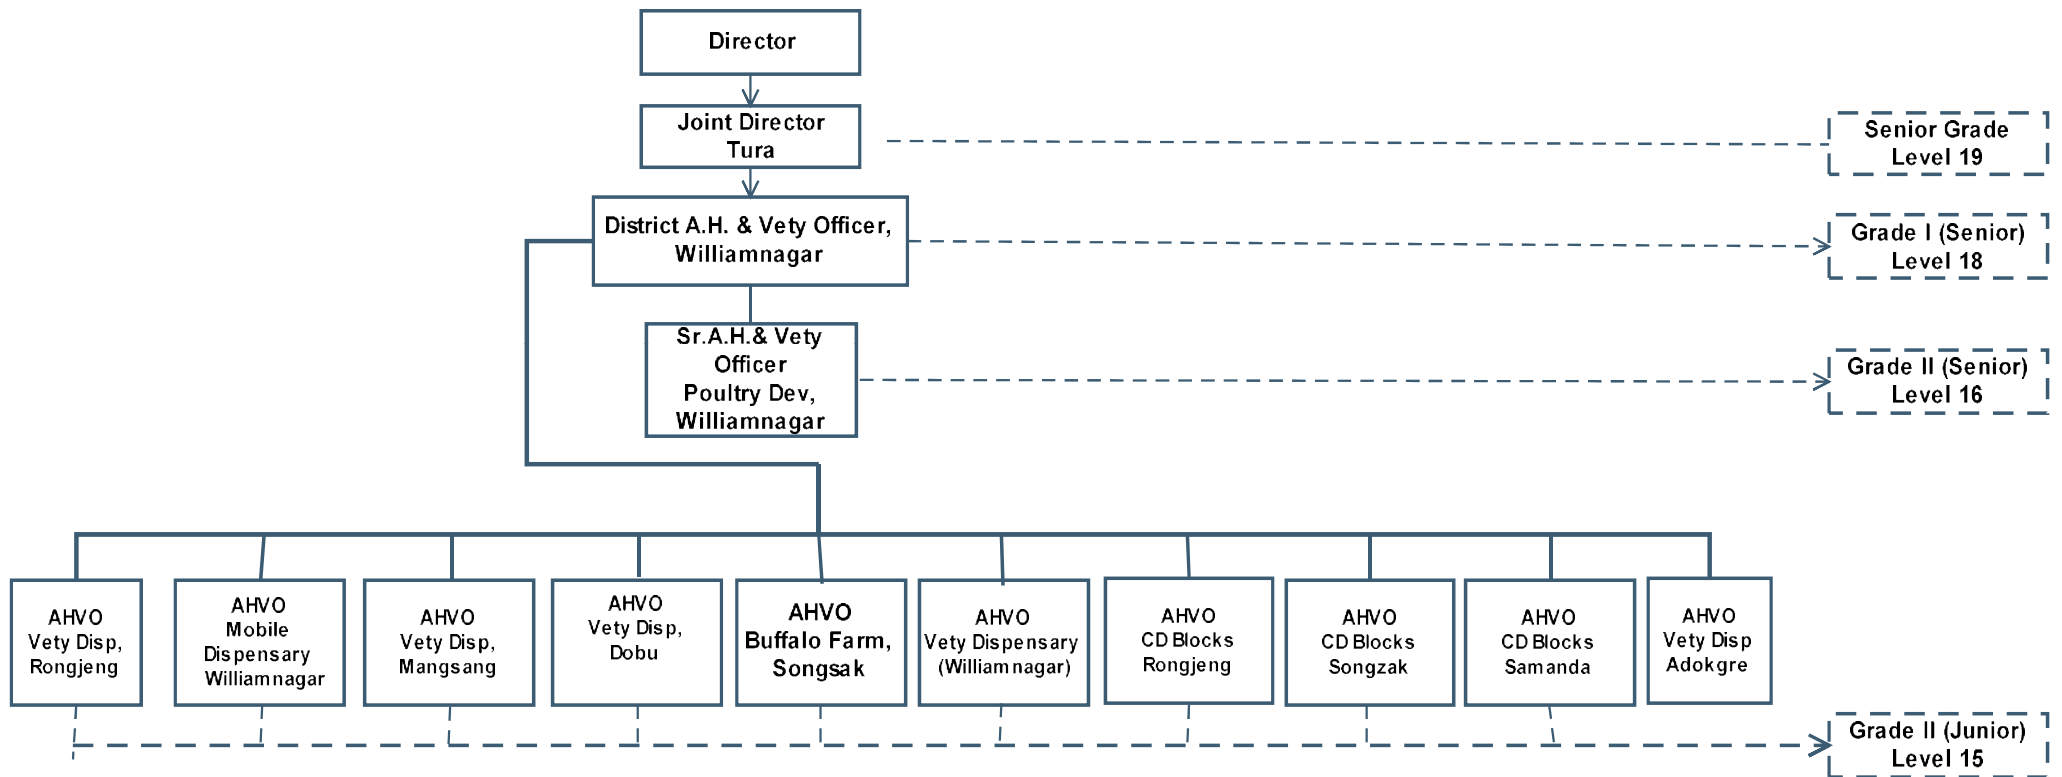 Director
Joint Director
Tura
Senior Grade
Level 19
District A.H. & Vety Officer,
Williamnagar
Grade I (Senior)
Level 18
Sr.A.H.& Vety
Officer
Poultry Dev,
Williamnagar
Grade II (Senior)
Level 16
AHVO
Vety Disp,
Rongjeng
AHVO
Mobile
Dispensary
Williamnagar
AHVO
Vety Disp,
Mangsang
AHVO
Vety Disp,
Dobu
AHVO
Buffalo Farm,
Songsak
AHVO
Vety Dispensary
(Williamnagar)
AHVO
CD Blocks
Rongjeng
AHVO
CD Blocks
Songzak
AHVO
CD Blocks
Samanda
AHVO
Vety Disp
Adokgre
Grade II (Junior)
Level 15